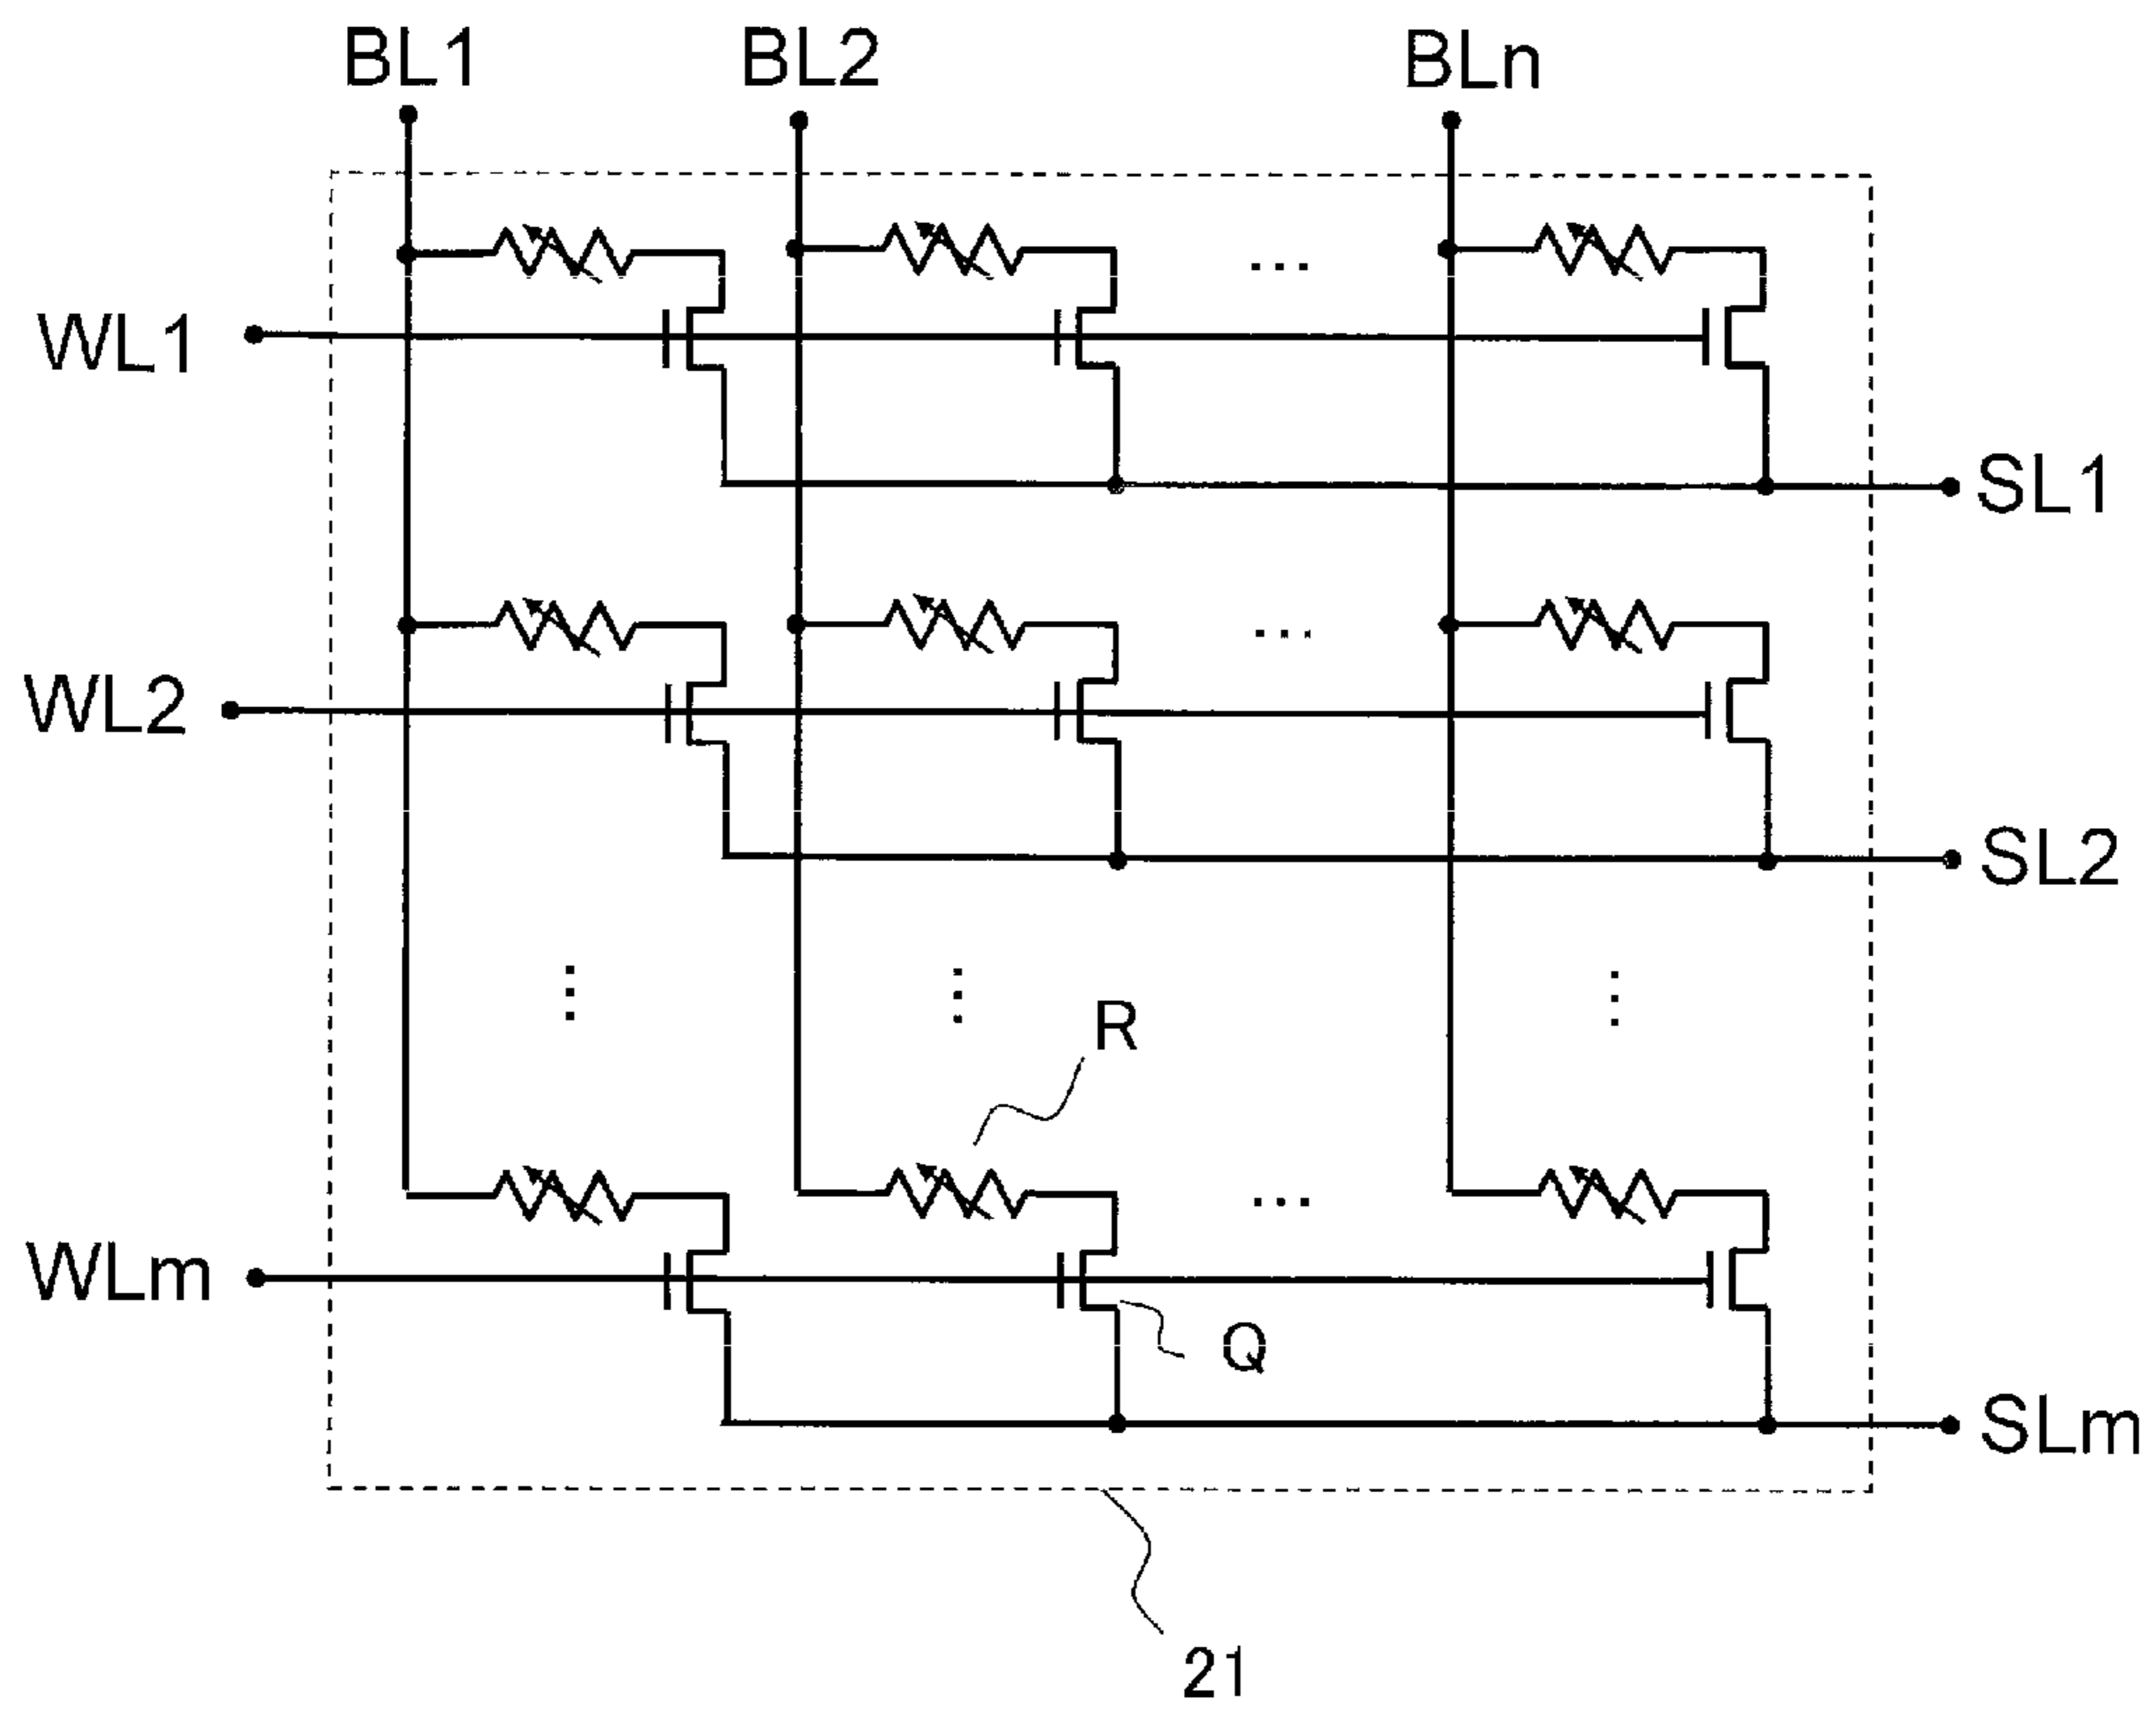 BL1 BL2 BLn
...
WL1
SL1
...
WL2
SL2
⋮ ⋮ ⋮
R
...
WLm
Q
SLm
21